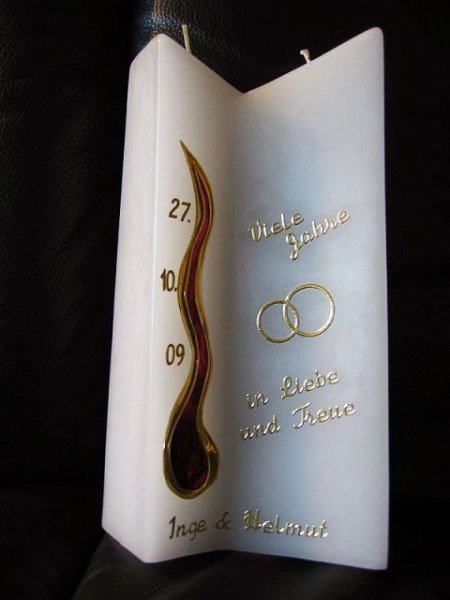 27.
10.
09
Viele
Jahre
in Liebe
und Treue
Inge & Helmut